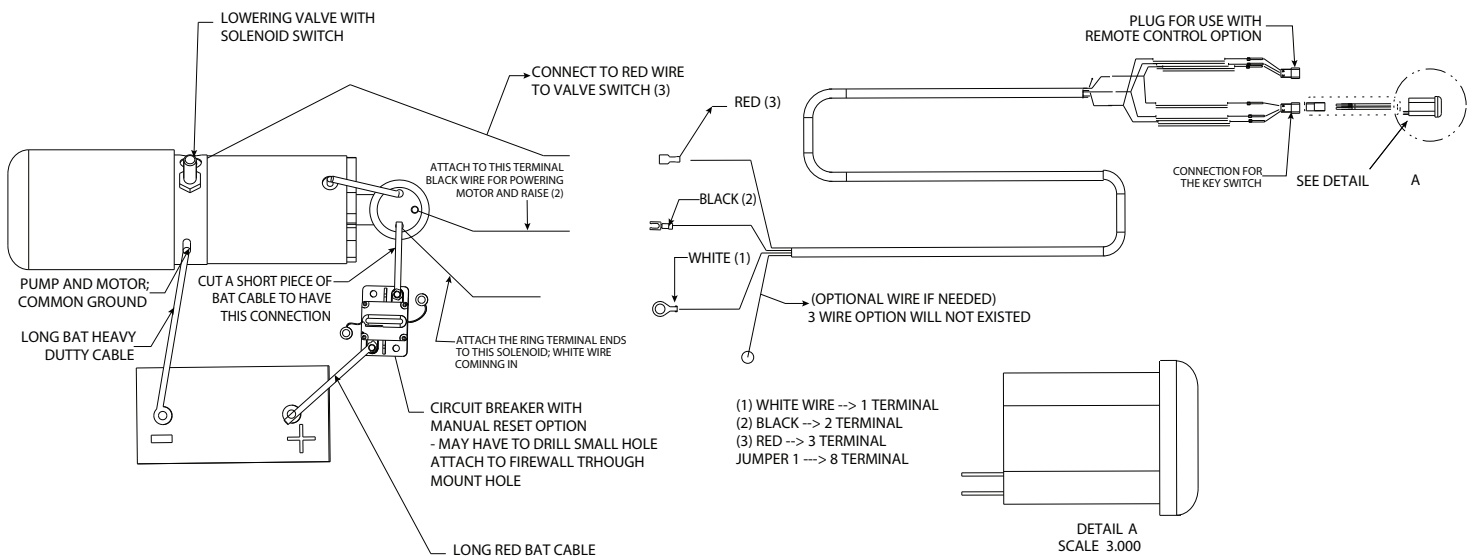 LOWERING VALVE WITH
SOLENOID SWITCH
CONNECT TO RED WIRE
TO VALVE SWITCH (3)
ATTACH TO THIS TERMINAL
BLACK WIRE FOR POWERING
MOTOR AND RAISE (2)
PUMP AND MOTOR;
COMMON GROUND
CUT A SHORT PIECE OF
BAT CABLE TO HAVE
THIS CONNECTION
LONG BAT HEAVY
DUTTY CABLE
ATTACH THE RING TERMINAL ENDS
TO THIS SOLENOID; WHITE WIRE
COMINNG IN
CIRCUIT BREAKER WITH
MANUAL RESET OPTION
- MAY HAVE TO DRILL SMALL HOLE
ATTACH TO FIREWALL TRHOUGH
MOUNT HOLE
LONG RED BAT CABLE
PLUG FOR USE WITH
REMOTE CONTROL OPTION
RED (3)
BLACK (2)
WHITE (1)
CONNECTION FOR
THE KEY SWITCH
SEE DETAIL A
(OPTIONAL WIRE IF NEEDED)
3 WIRE OPTION WILL NOT EXISTED
(1) WHITE WIRE --> 1 TERMINAL
(2) BLACK --> 2 TERMINAL
(3) RED --> 3 TERMINAL
JUMPER 1 ---> 8 TERMINAL
DETAIL A
SCALE 3.000